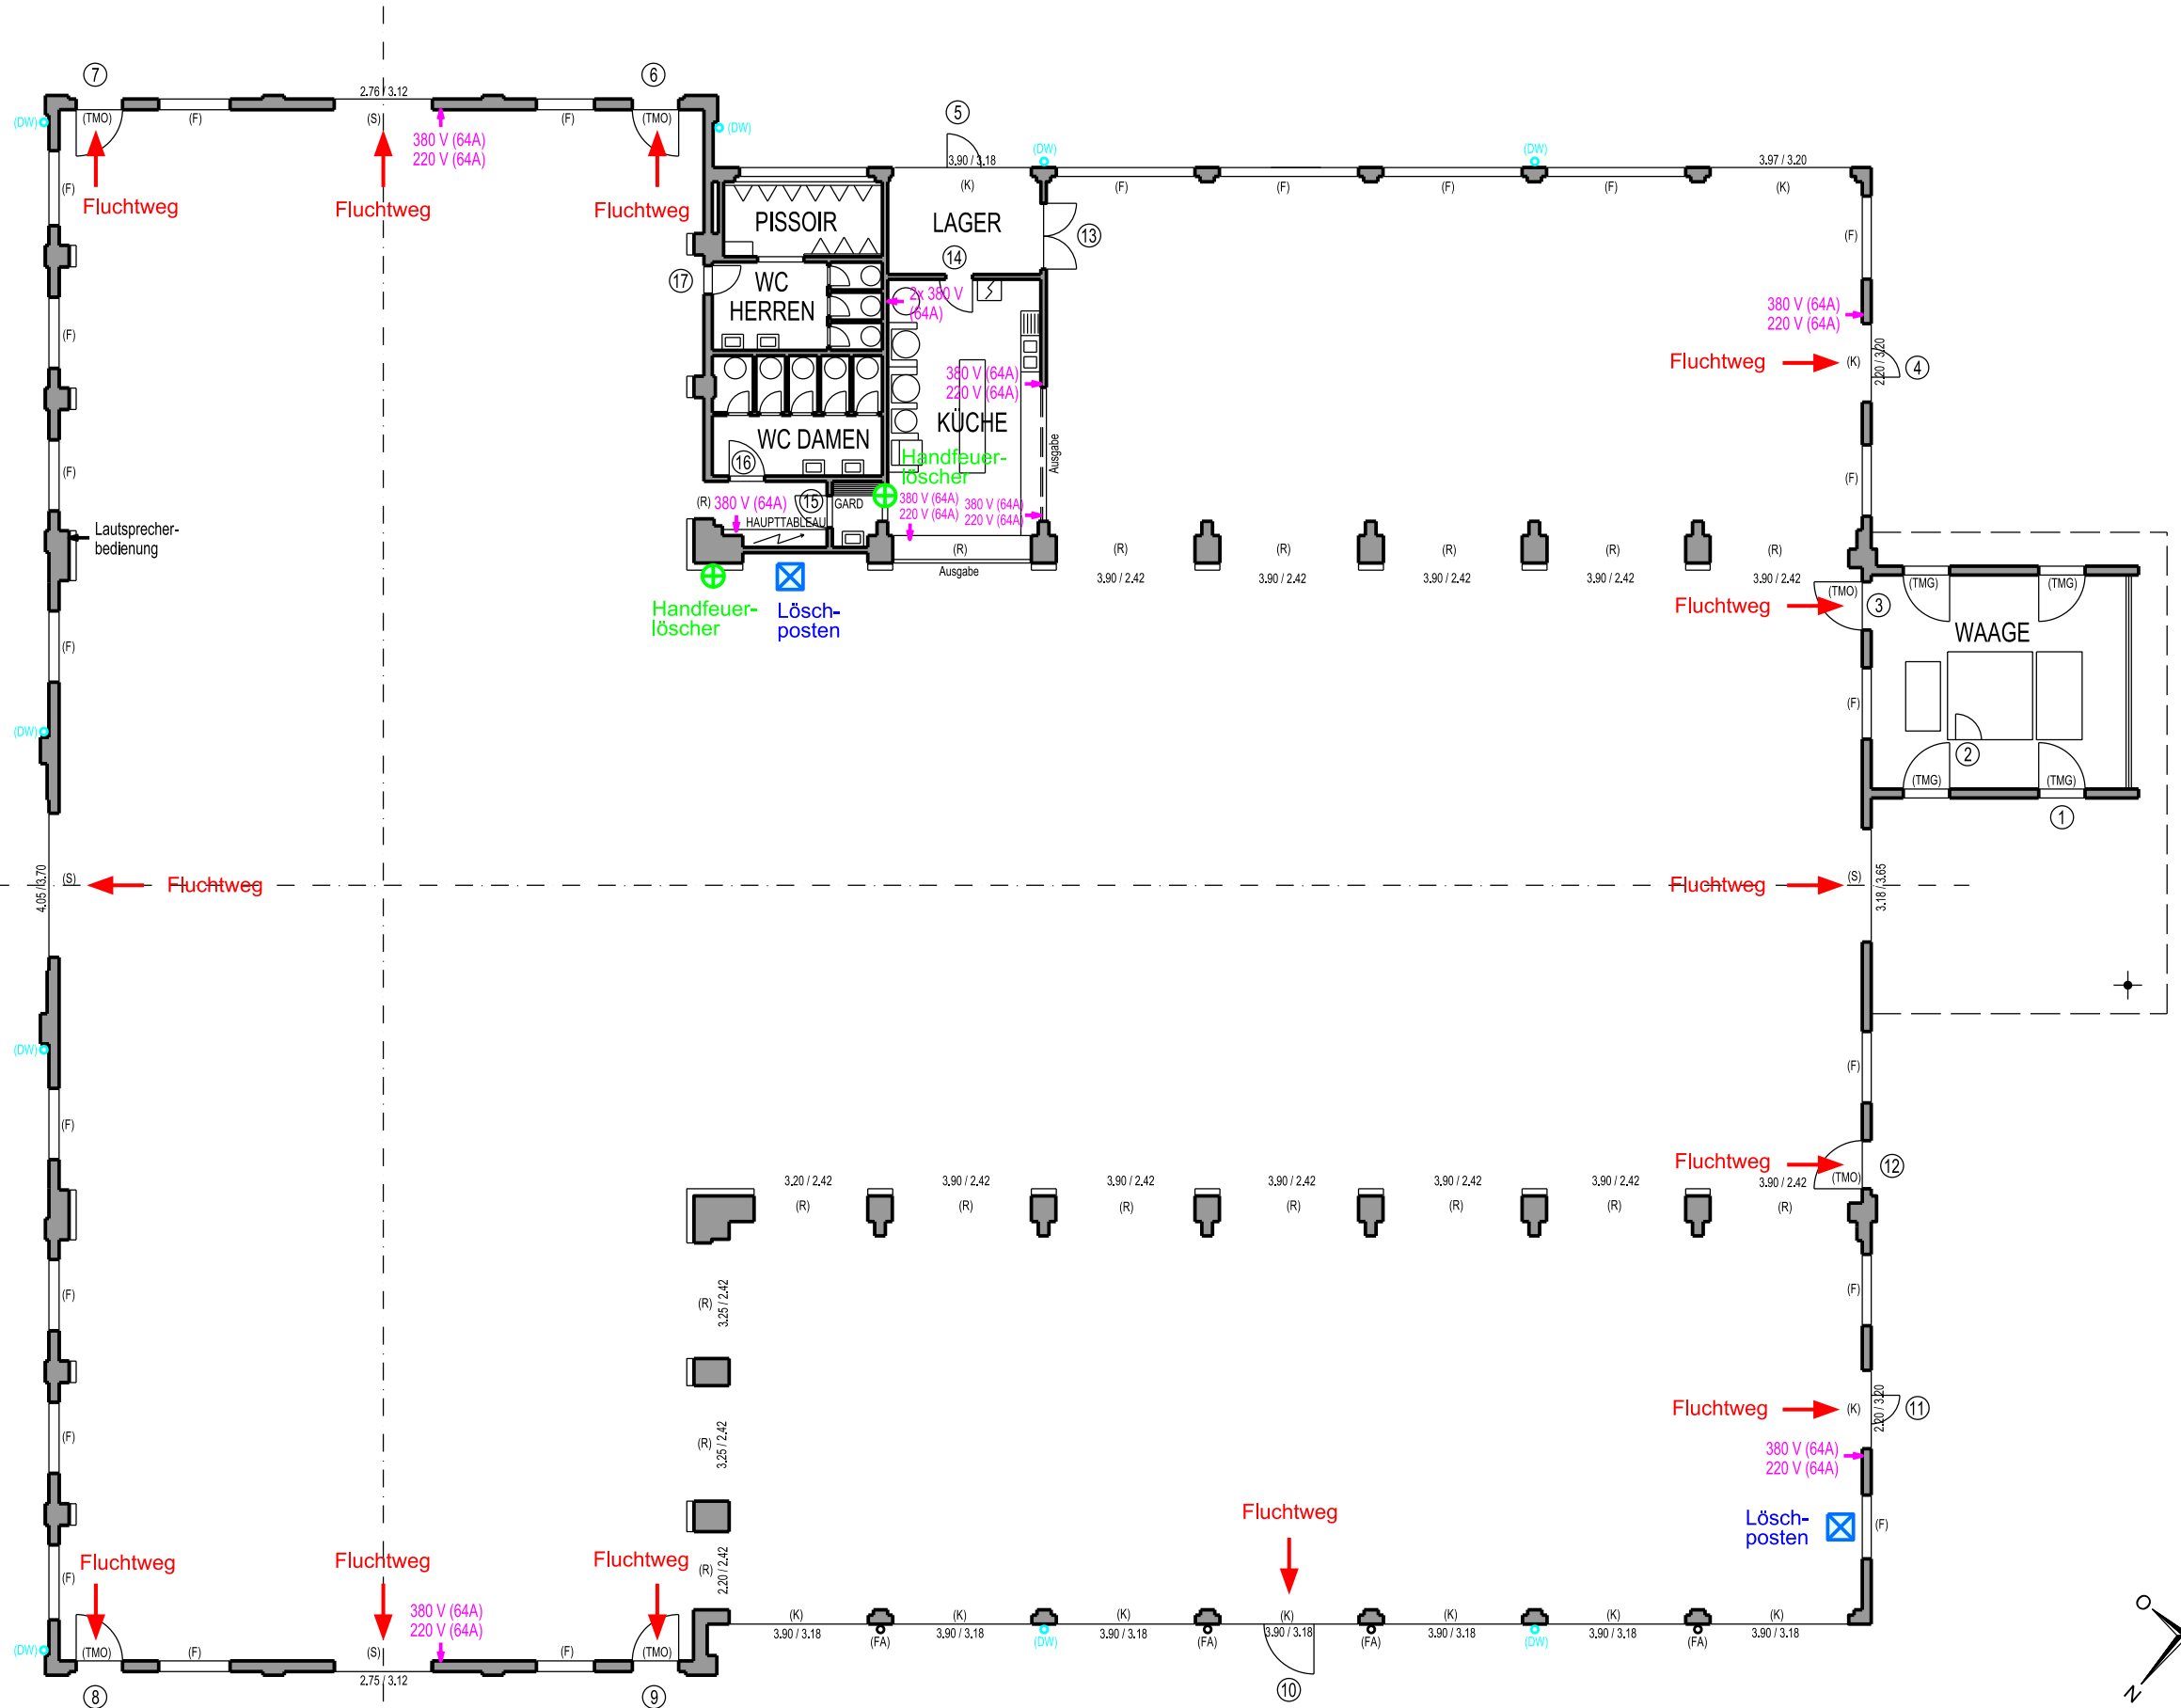 7
6
5
2.76 / 3.12
(DW)
(TMO)
(F)
(S)
(F)
(TMO)
(DW)
380 V (64A)
220 V (64A)
Fluchtweg
Fluchtweg
Fluchtweg
3.90 / 3.18
(K)
(DW)
(DW)
3.97 / 3.20
(F)
(F)
(F)
(F)
(K)
(F)
PISSOIR
LAGER
13
14
17
WC
HERREN
2x 380 V
(64A)
(F)
(F)
380 V (64A)
220 V (64A)
Fluchtweg
(K)
2.20 / 3.20
4
380 V (64A)
220 V (64A)
KÜCHE
Ausgabe
WC DAMEN
16
(F)
(F)
Handfeuer-
löscher
(R)
380 V (64A)
15
GARD
HAUPTTABLEAU
380 V (64A)
220 V (64A)
380 V (64A)
220 V (64A)
Lautsprecher-
bedienung
(R)
Ausgabe
(R)
(R)
(R)
(R)
(R)
3.90 / 2.42
3.90 / 2.42
3.90 / 2.42
3.90 / 2.42
3.90 / 2.42
Handfeuer-
löscher
Lösch-
posten
Fluchtweg
(TMO)
3
(TMG)
(TMG)
WAAGE
(F)
(F)
2
(TMG)
(TMG)
1
(DW)
4.05 / 3.70
(S)
Fluchtweg
Fluchtweg
(S)
3.18 / 3.65
(DW)
(F)
(F)
Fluchtweg
(TMO)
12
3.20 / 2.42
3.90 / 2.42
3.90 / 2.42
3.90 / 2.42
3.90 / 2.42
3.90 / 2.42
3.90 / 2.42
(R)
(R)
(R)
(R)
(R)
(R)
(R)
(F)
(R)
3.25 / 2.42
(F)
(F)
(R)
3.25 / 2.42
Fluchtweg
(K)
2.20 / 3.20
11
380 V (64A)
220 V (64A)
Fluchtweg
Lösch-
posten
(F)
Fluchtweg
Fluchtweg
Fluchtweg
(F)
(R)
2.20 / 2.42
380 V (64A)
220 V (64A)
(DW)
(TMO)
(F)
(S)
(F)
(TMO)
2.75 / 3.12
(K)
(K)
(K)
(K)
(K)
(K)
(K)
3.90 / 3.18
3.90 / 3.18
3.90 / 3.18
3.90 / 3.18
3.90 / 3.18
3.90 / 3.18
3.90 / 3.18
(FA)
(DW)
(FA)
(FA)
(DW)
(FA)
8
9
10
O
N